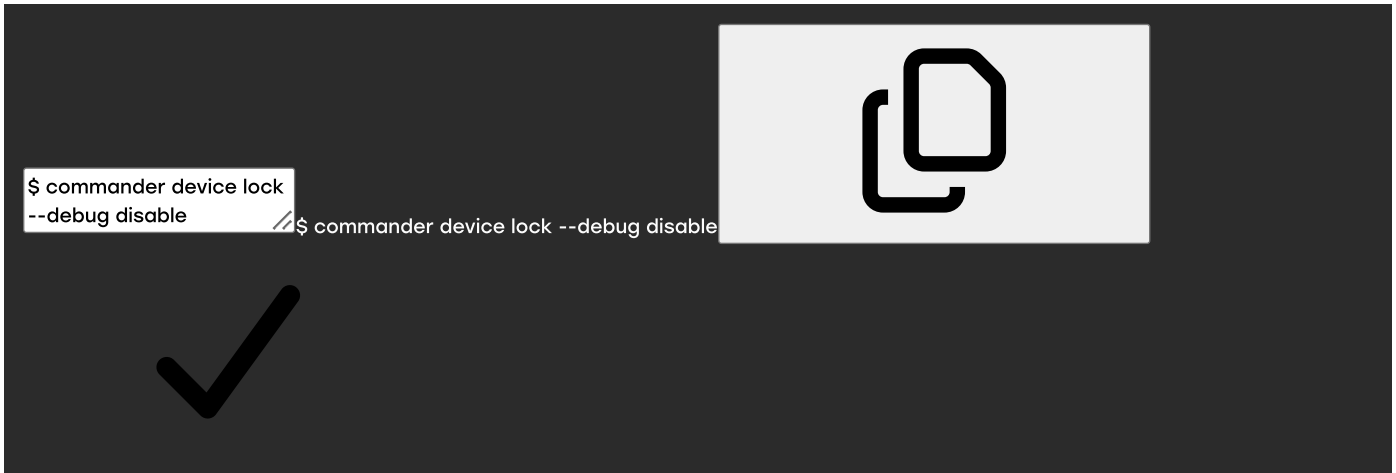 $ commander device lock
--debug disable
$ commander device lock --debug disable